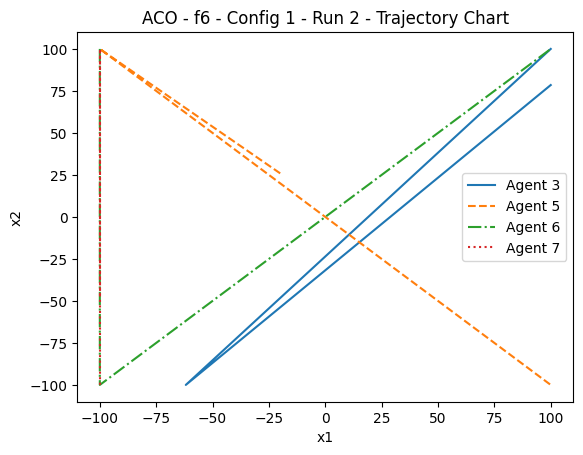 ACO - f6 - Config 1 - Run 2 - Trajectory Chart
100
75
50
25
0
−25
−50
−75
−100
x2
Agent 3
Agent 5
Agent 6
Agent 7
−100 −75 −50 −25 0 25 50 75 100
x1